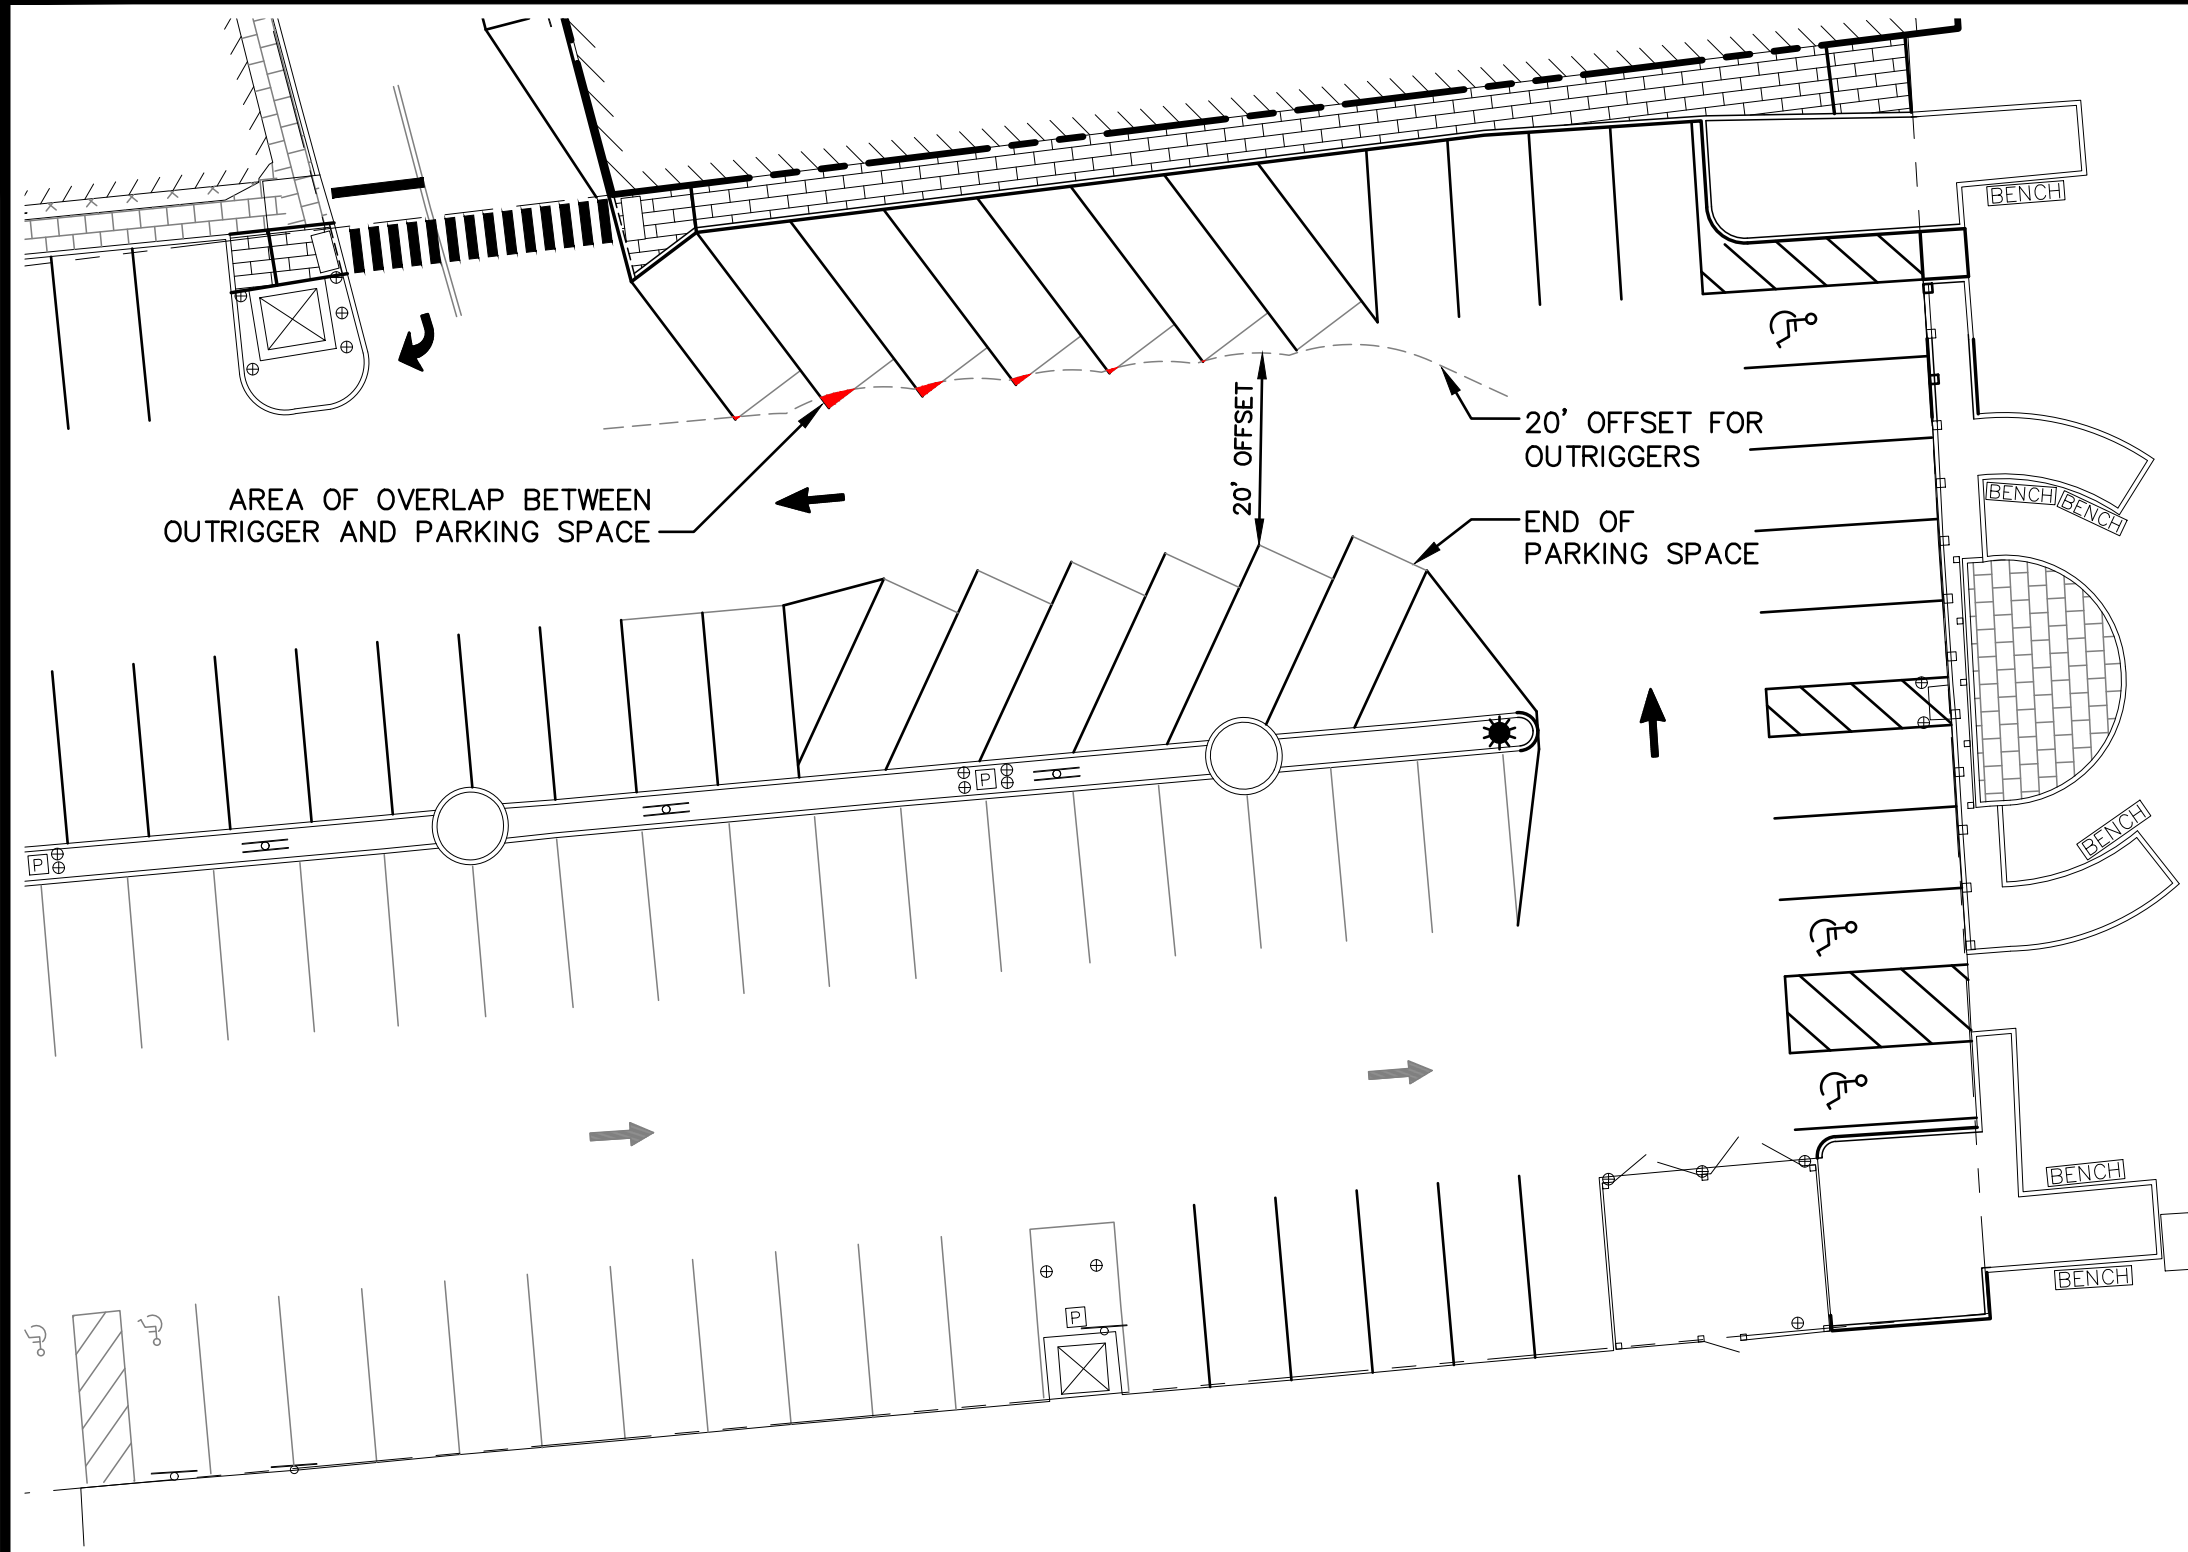 BENCH
20' OFFSET
20' OFFSET FOR
OUTRIGGERS
AREA OF OVERLAP BETWEEN
OUTRIGGER AND PARKING SPACE
BENCH
BENCH
END OF
PARKING SPACE
P
P
BENCH
BENCH
BENCH
P